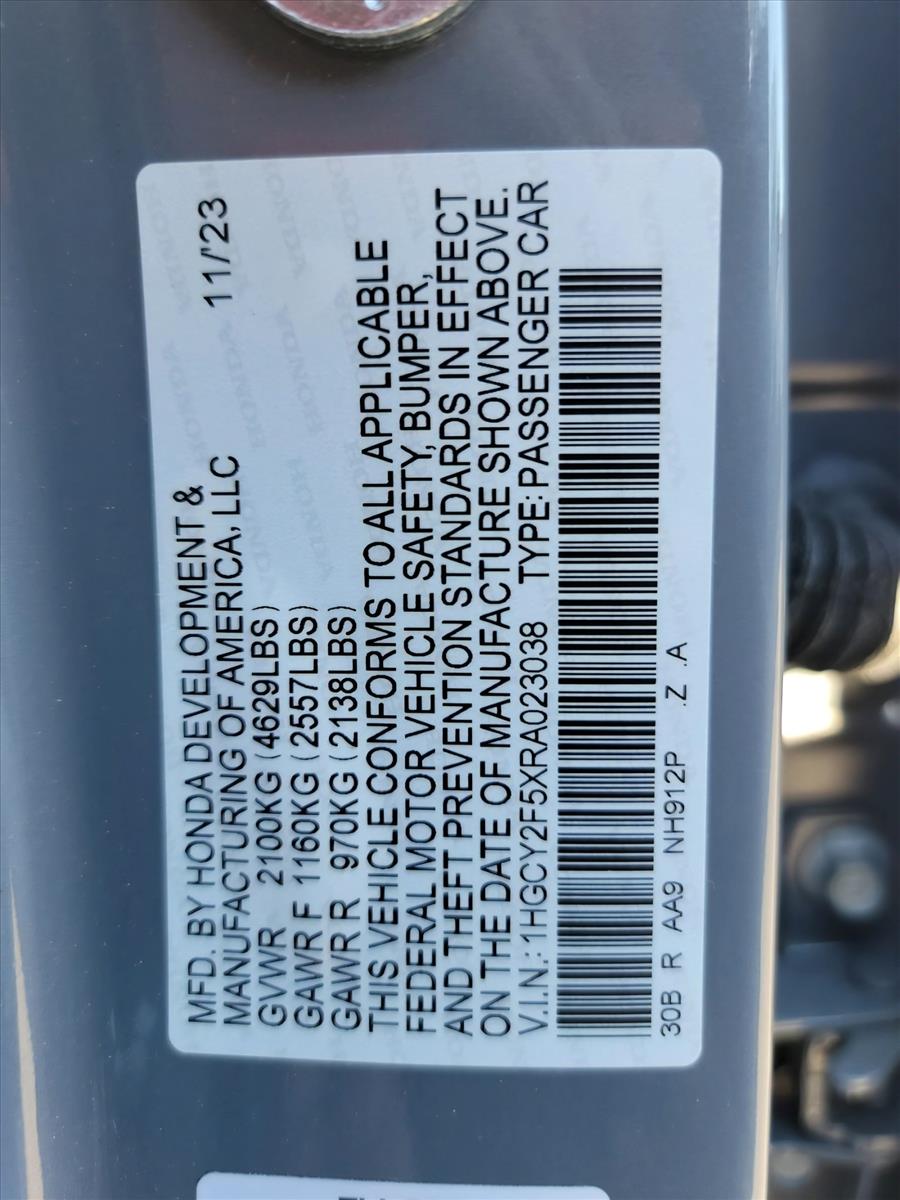 MFD. BY HONDA DEVELOPMENT & 11/'23
MANUFACTURING OF AMERICA, LLC
GVWR 2100KG (4629LBS)
GAWR F 1160KG (2557LBS)
GAWR R 970KG (2138LBS)
THIS VEHICLE CONFORMS TO ALL APPLICABLE
FEDERAL MOTOR VEHICLE SAFETY, BUMPER,
AND THEFT PREVENTION STANDARDS IN EFFECT
ON THE DATE OF MANUFACTURE SHOWN ABOVE.
V.I.N.: 1HGCY2F5XRA023038 TYPE: PASSENGER CAR
30B R AA9 NH912P .Z .A